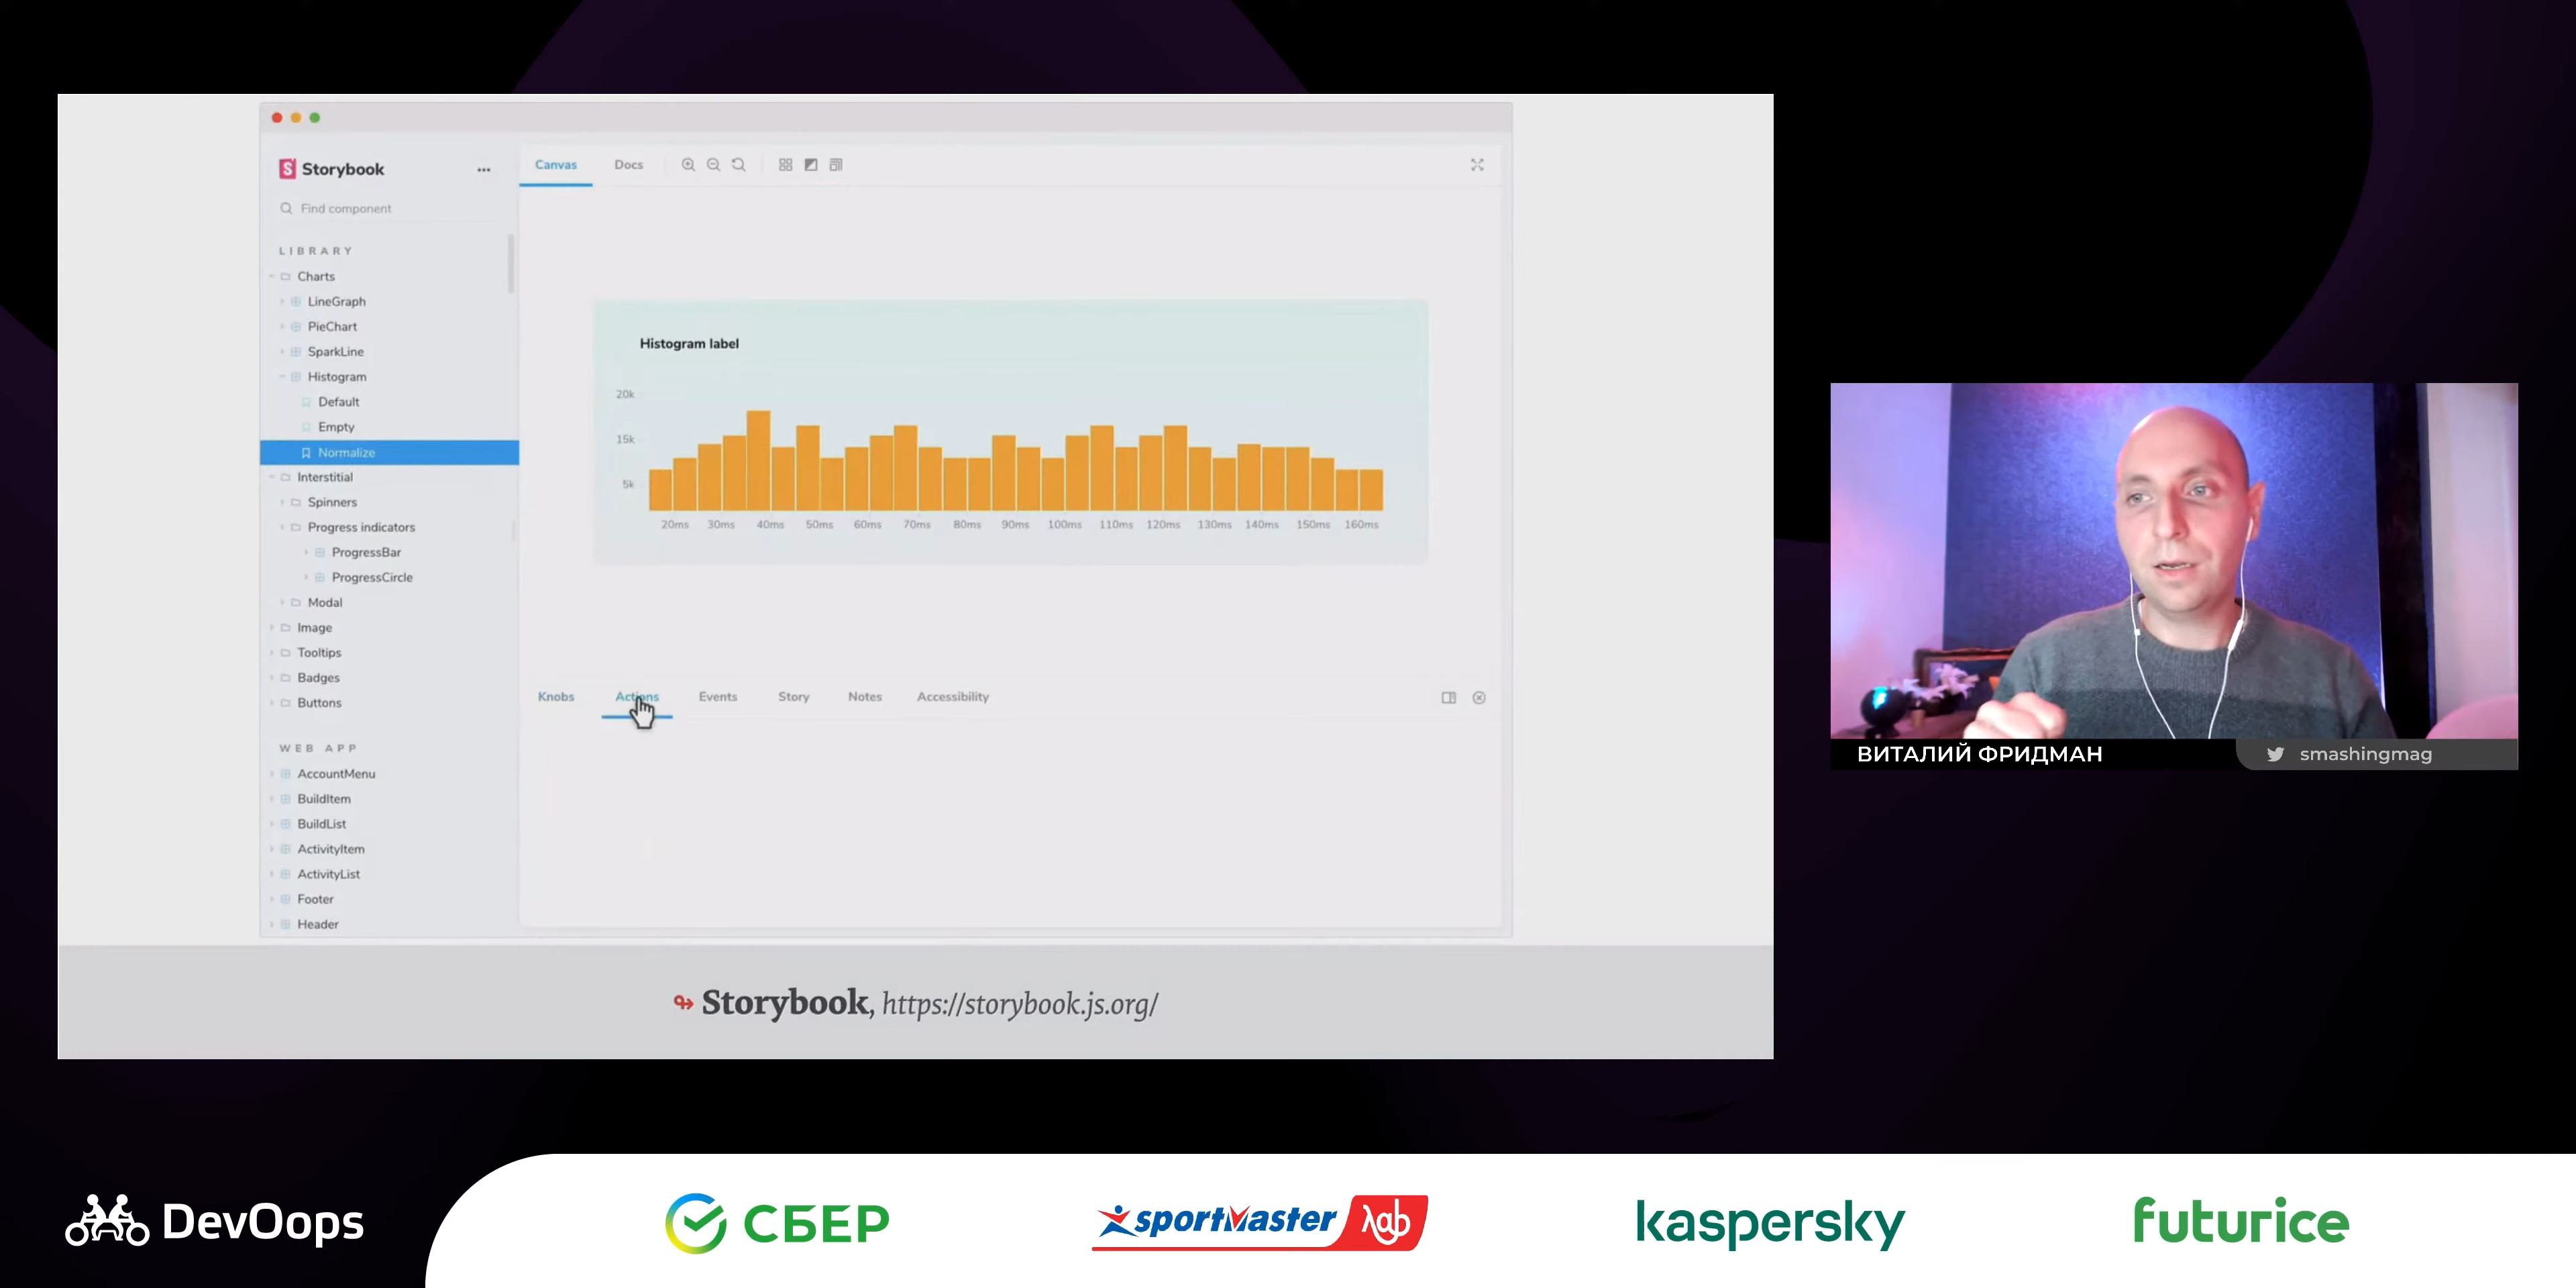 Storybook
Find component
LIBRARY
Charts
LineGraph
PieChart
SparkLine
Histogram
Default
Empty
Normalize
Interstitial
Spinners
Progress indicators
ProgressBar
ProgressCircle
Modal
Image
Tooltips
Badges
Buttons
WEB APP
AccountMenu
BuildItem
BuildList
ActivityItem
ActivityList
Footer
Header
Canvas Docs
Histogram label
20k
15k
5k
20ms 30ms 40ms 50ms 60ms 70ms 80ms 90ms 100ms 110ms 120ms 130ms 140ms 150ms 160ms
Knobs Actions Events Story Notes Accessibility
Storybook, https://storybook.js.org/
ВИТАЛИЙ ФРИДМАН smashingmag
DevOops СБЕР sportmaster lab kaspersky futurice